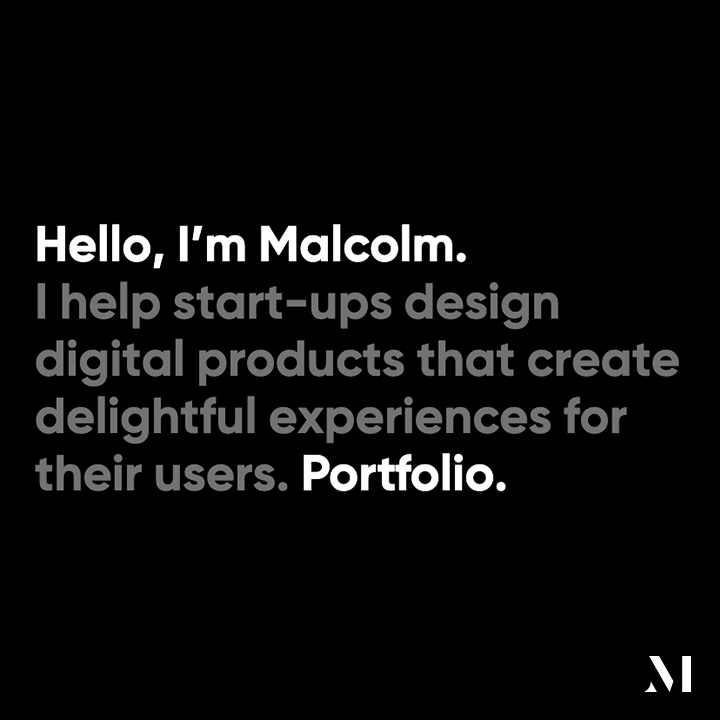 Hello, I’m Malcolm.
I help start-ups design
digital products that create
delightful experiences for
their users. Portfolio.
M